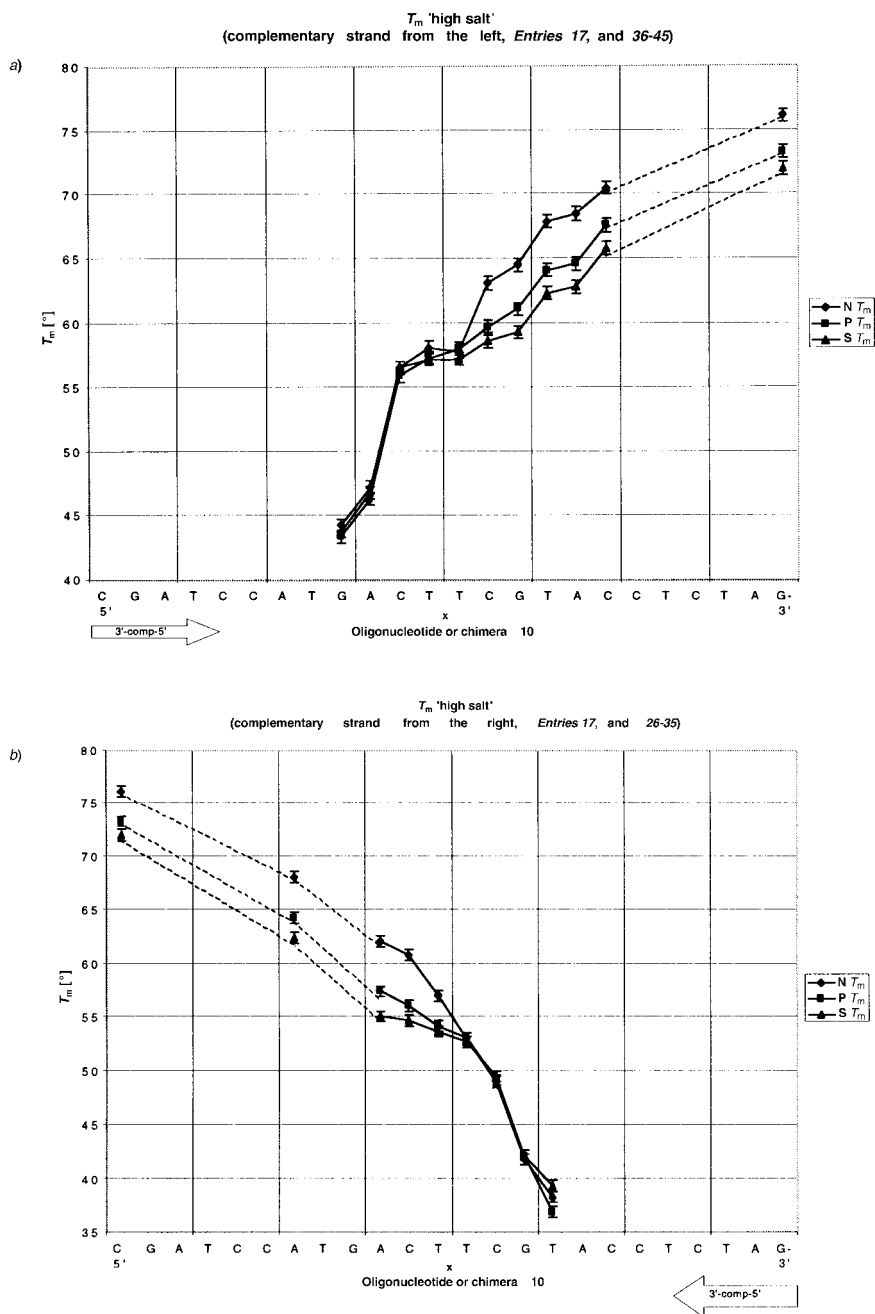 Tm 'high salt'
(complementary strand from the left, Entries 17, and 36-45)
a)
80
75
70
65
60
55
50
45
40
Tm [°]
N Tm
P Tm
S Tm
C G A T C C A T G A C T T C G T A C C T C T A G-
5' 3'
x
3'-comp-5'
Oligonucleotide or chimera 10
Tm 'high salt'
(complementary strand from the right, Entries 17, and 26-35)
b)
80
75
70
65
60
55
50
45
40
35
Tm [°]
N Tm
P Tm
S Tm
C G A T C C A T G A C T T C G T A C C T C T A G-
5' 3'
x
Oligonucleotide or chimera 10
3'-comp-5'